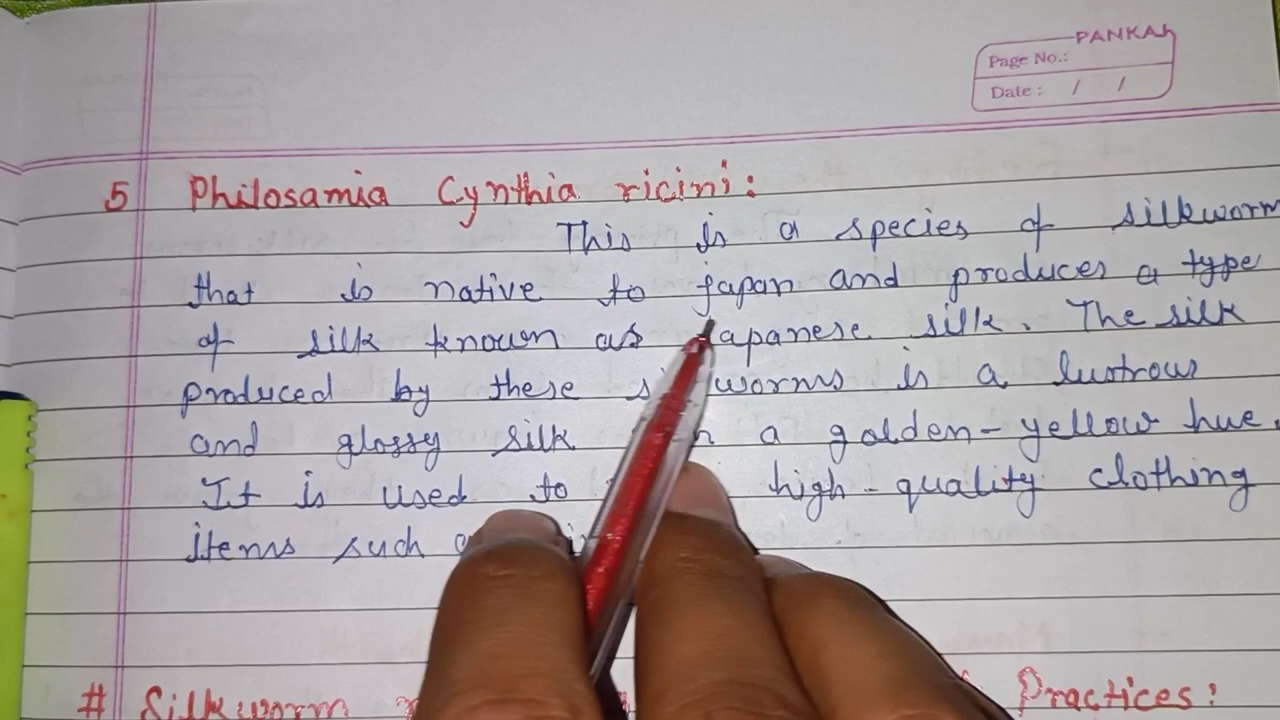 PANKAJ
Page No.:
Date: / /
5 Philosamia Cynthia ricini:
This is a species of silkworm
that is native to japan and produces a type
of silk known as japanese silk. The silk
produced by these worms is a lustrous
and glossy silk a golden-yellow hue.
It is used to high-quality clothing
items such
# Silkworm Practices: